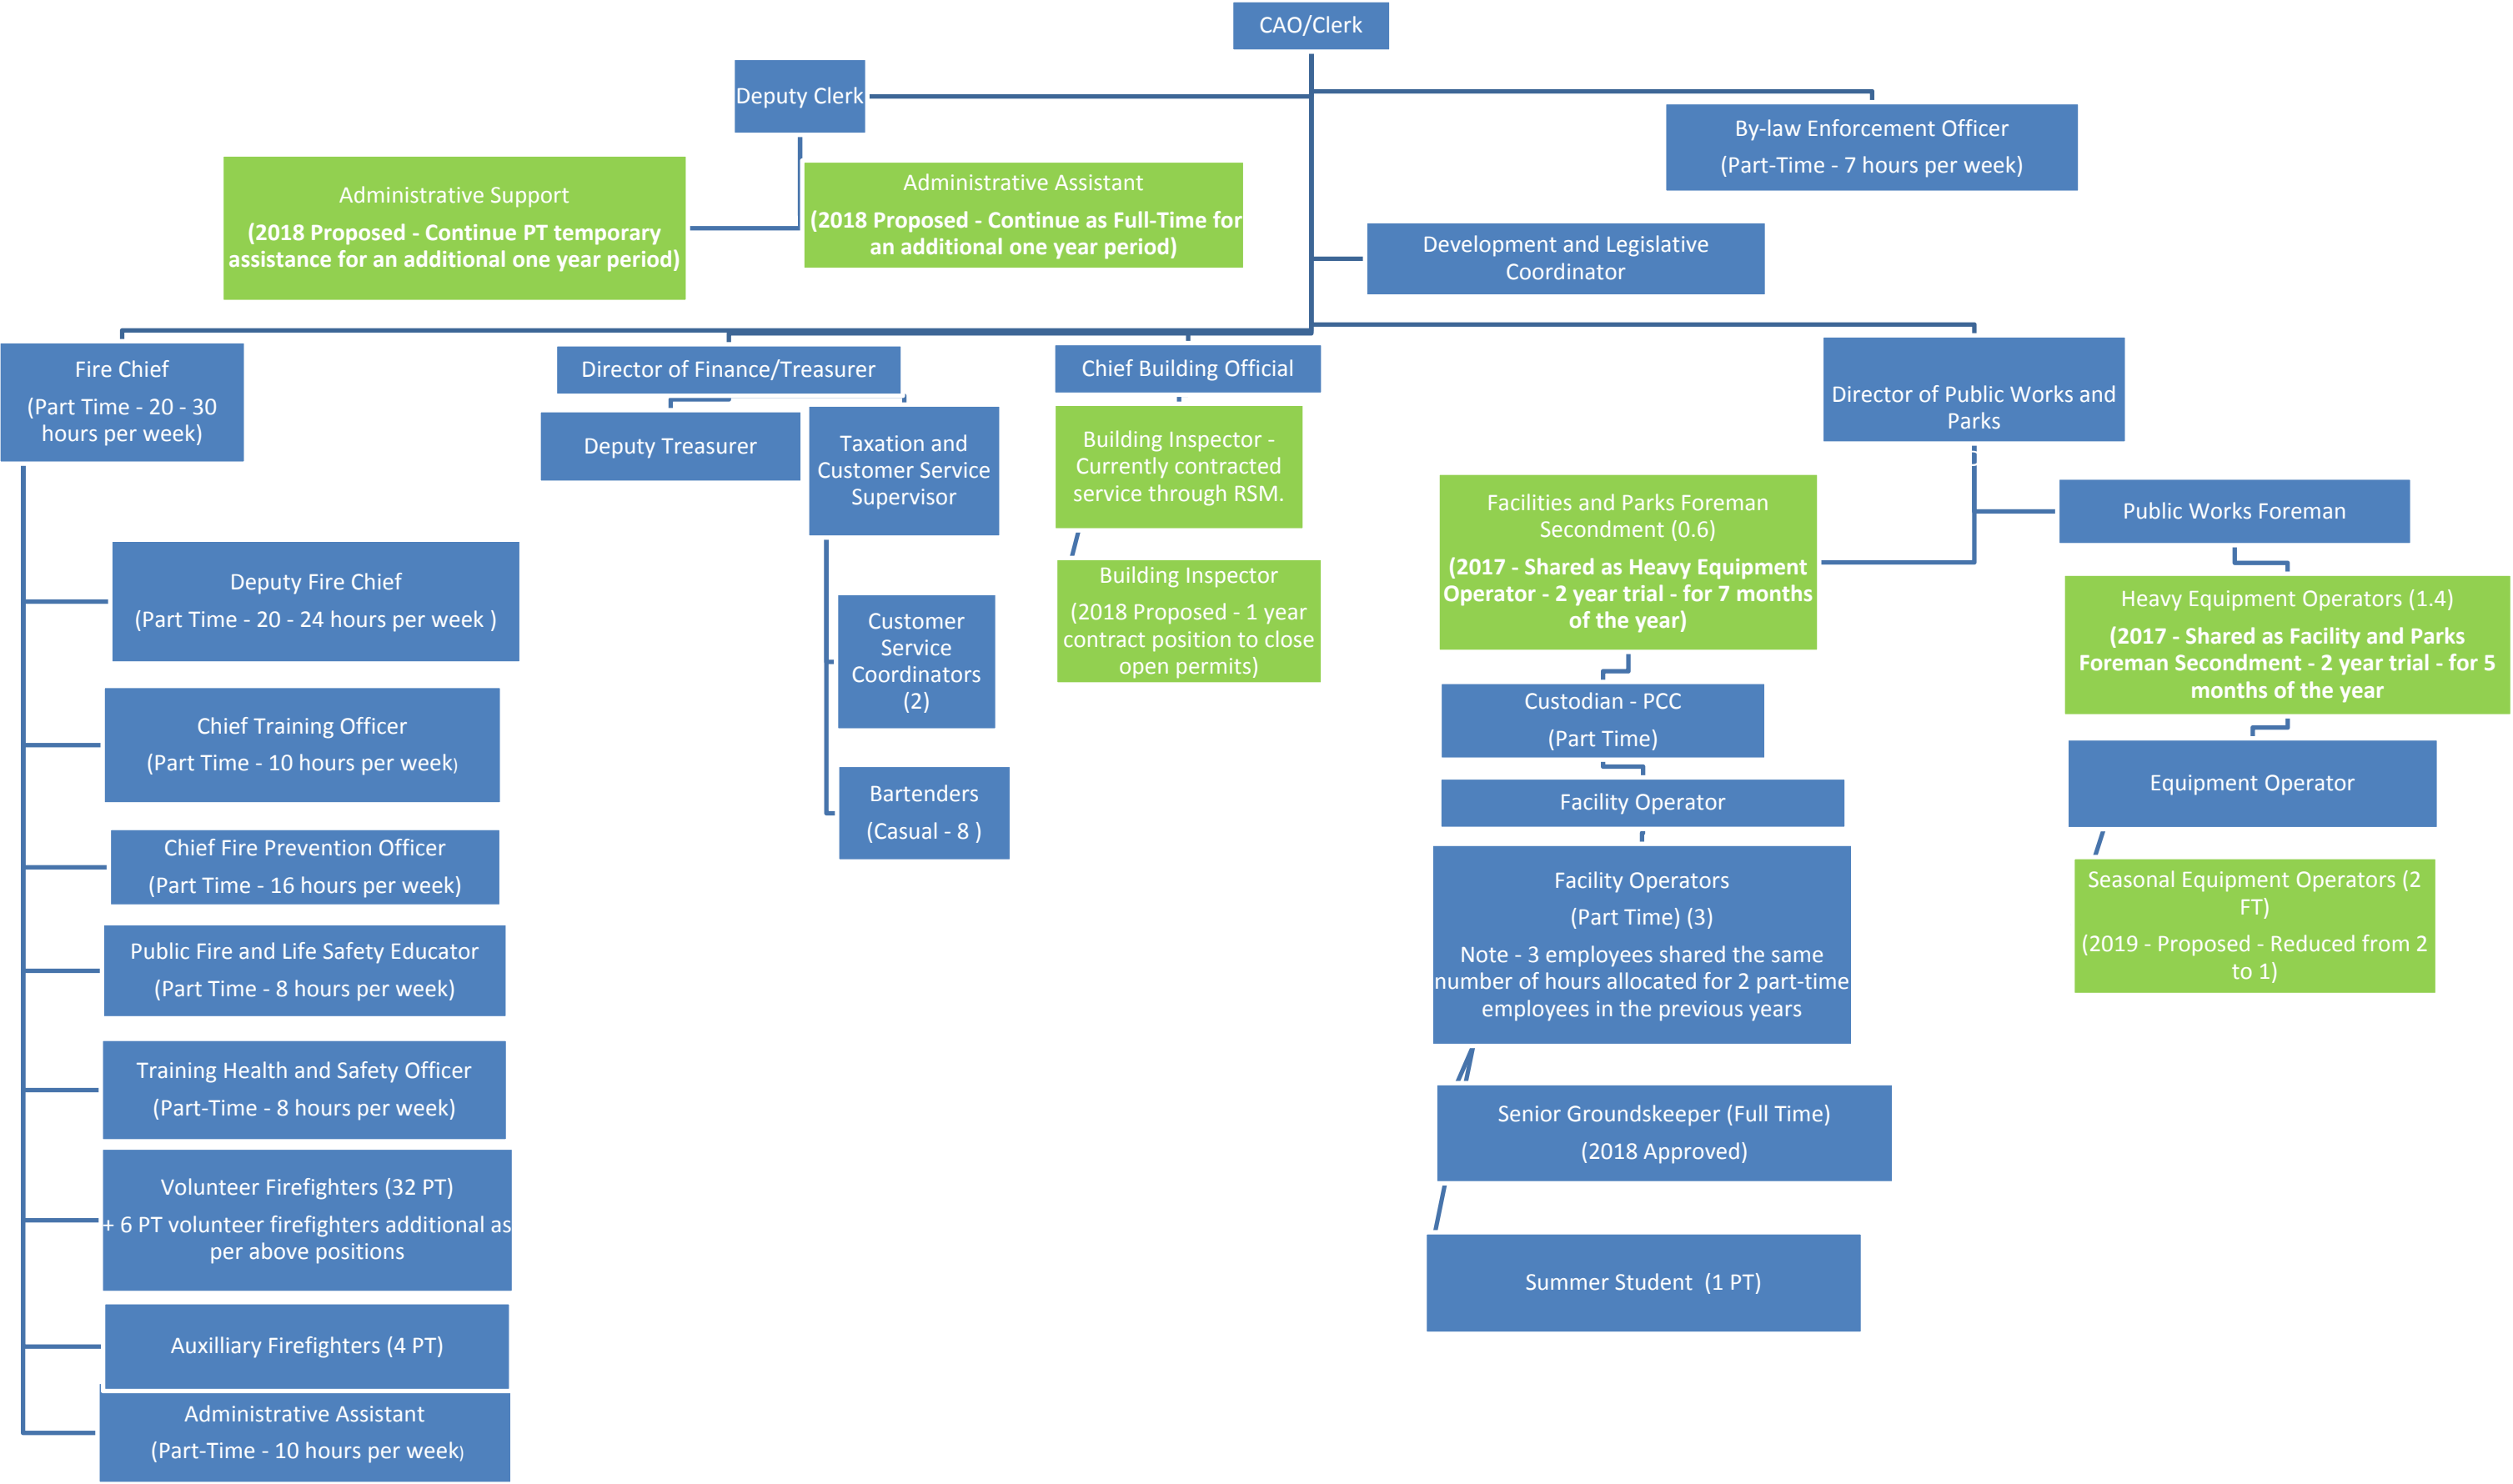 CAO/Clerk
Deputy Clerk
By-law Enforcement Officer
(Part-Time - 7 hours per week)
Administrative Support
(2018 Proposed - Continue PT temporary
assistance for an additional one year period)
Administrative Assistant
(2018 Proposed - Continue as Full-Time for
an additional one year period)
Development and Legislative
Coordinator
Fire Chief
(Part Time - 20 - 30
hours per week)
Director of Finance/Treasurer
Chief Building Official
Director of Public Works and
Parks
Deputy Fire Chief
(Part Time - 20 - 24 hours per week )
Chief Training Officer
(Part Time - 10 hours per week)
Chief Fire Prevention Officer
(Part Time - 16 hours per week)
Public Fire and Life Safety Educator
(Part Time - 8 hours per week)
Training Health and Safety Officer
(Part-Time - 8 hours per week)
Volunteer Firefighters (32 PT)
+ 6 PT volunteer firefighters additional as
per above positions
Auxilliary Firefighters (4 PT)
Administrative Assistant
(Part-Time - 10 hours per week)
Deputy Treasurer
Taxation and
Customer Service
Supervisor
Customer
Service
Coordinators
(2)
Bartenders
(Casual - 8 )
Building Inspector -
Currently contracted
service through RSM.
Building Inspector
(2018 Proposed - 1 year
contract position to close
open permits)
Facilities and Parks Foreman
Secondment (0.6)
(2017 - Shared as Heavy Equipment
Operator - 2 year trial - for 7 months
of the year)
Custodian - PCC
(Part Time)
Facility Operator
Facility Operators
(Part Time) (3)
Note - 3 employees shared the same
number of hours allocated for 2 part-time
employees in the previous years
Senior Groundskeeper (Full Time)
(2018 Approved)
Summer Student  (1 PT)
Public Works Foreman
Heavy Equipment Operators (1.4)
(2017 - Shared as Facility and Parks
Foreman Secondment - 2 year trial - for 5
months of the year
Equipment Operator
Seasonal Equipment Operators (2
FT)
(2019 - Proposed - Reduced from 2
to 1)